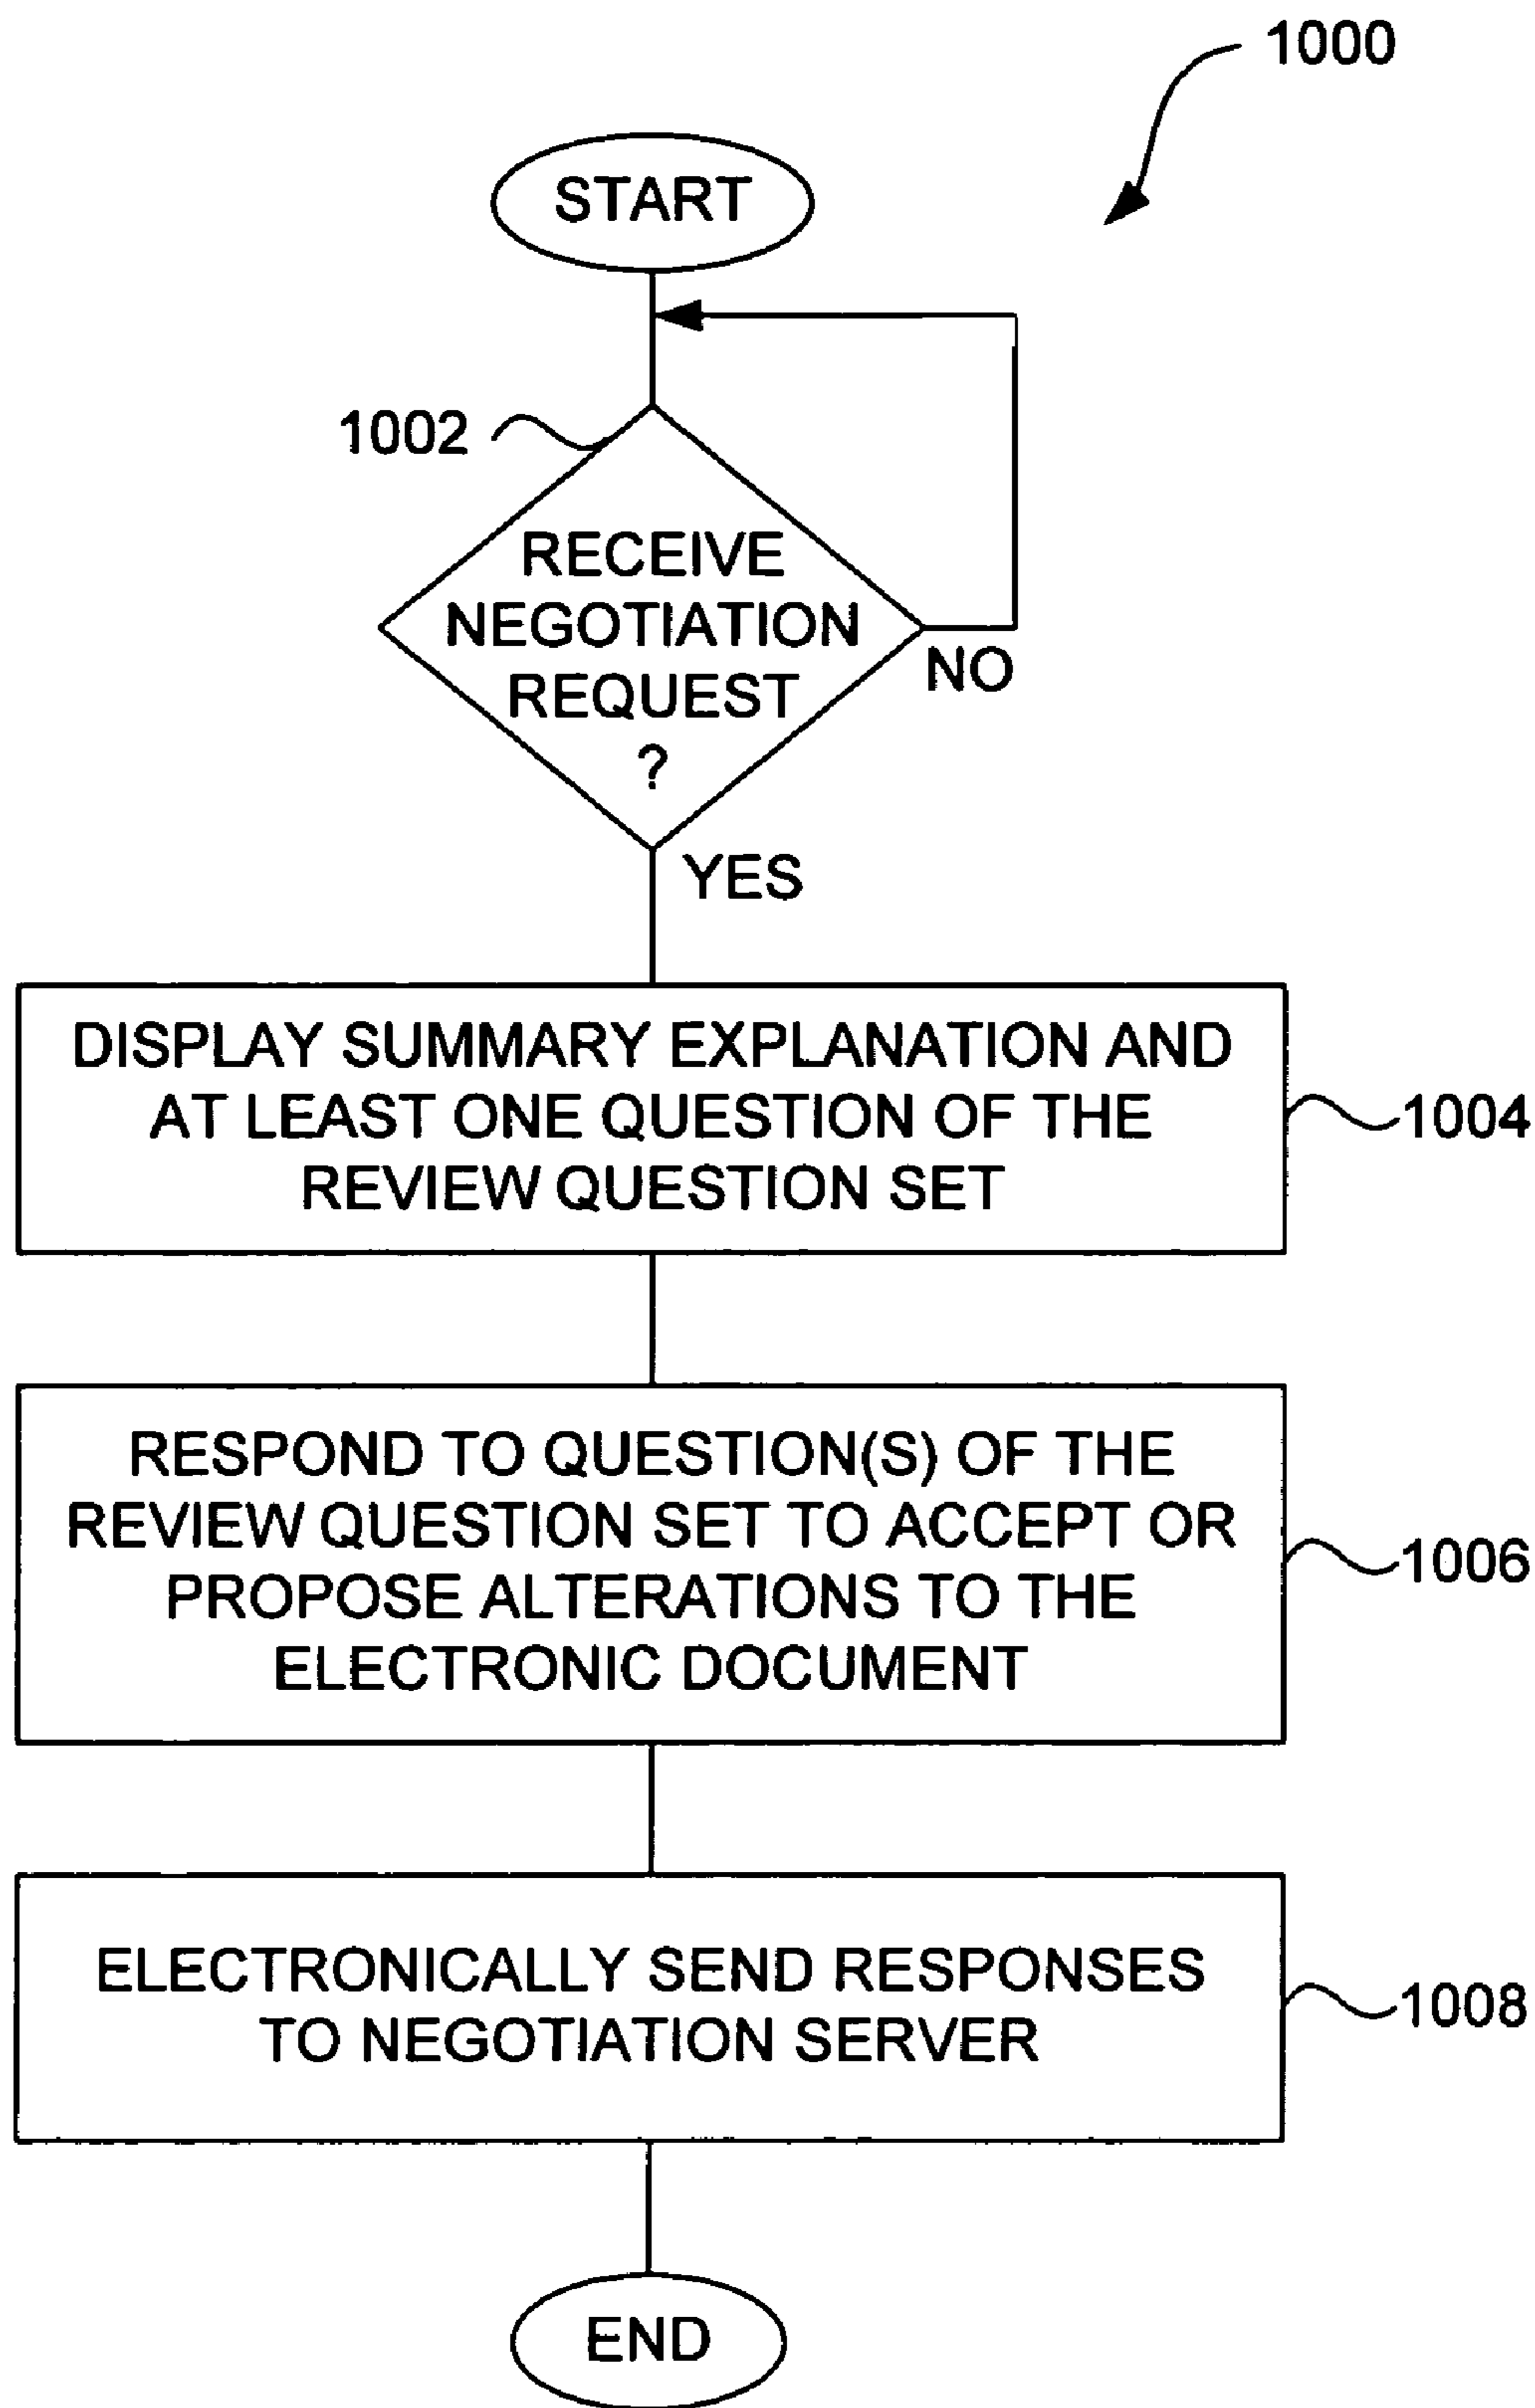 1000
START
1002
RECEIVE
NEGOTIATION
REQUEST
?
NO
YES
DISPLAY SUMMARY EXPLANATION AND
AT LEAST ONE QUESTION OF THE
REVIEW QUESTION SET
1004
RESPOND TO QUESTION(S) OF THE
REVIEW QUESTION SET TO ACCEPT OR
PROPOSE ALTERATIONS TO THE
ELECTRONIC DOCUMENT
1006
ELECTRONICALLY SEND RESPONSES
TO NEGOTIATION SERVER
1008
END